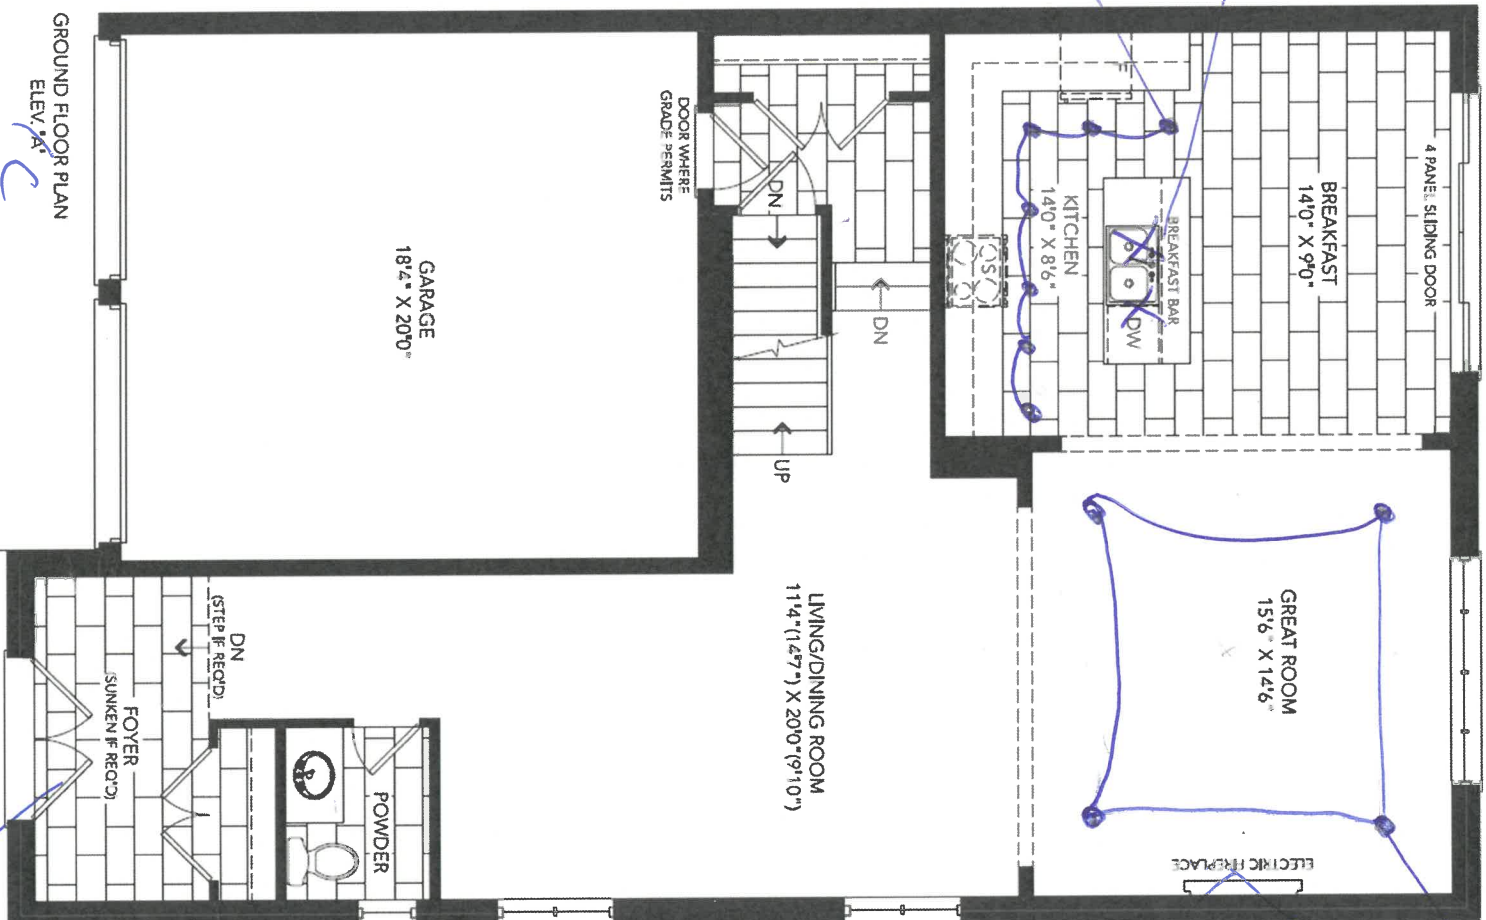 GROUND FLOOR PLAN
ELEV. "A"
C
4 PANEL SLIDING DOOR
BREAKFAST
14'0" X 9'0"
BREAKFAST BAR
DW
KITCHEN
14'0" X 8'6"
F
S
GREAT ROOM
15'6" X 14'6"
ELECTRIC FIREPLACE
DOOR WHERE
GRADE PERMITS
DN
DN
UP
GARAGE
18'4" X 20'0"
LIVING/DINING ROOM
11'4"(14'7") X 20'0"(9'10")
DN
(STEP IF REQ'D)
FOYER
(SUNKEN IF REQ'D)
POWDER